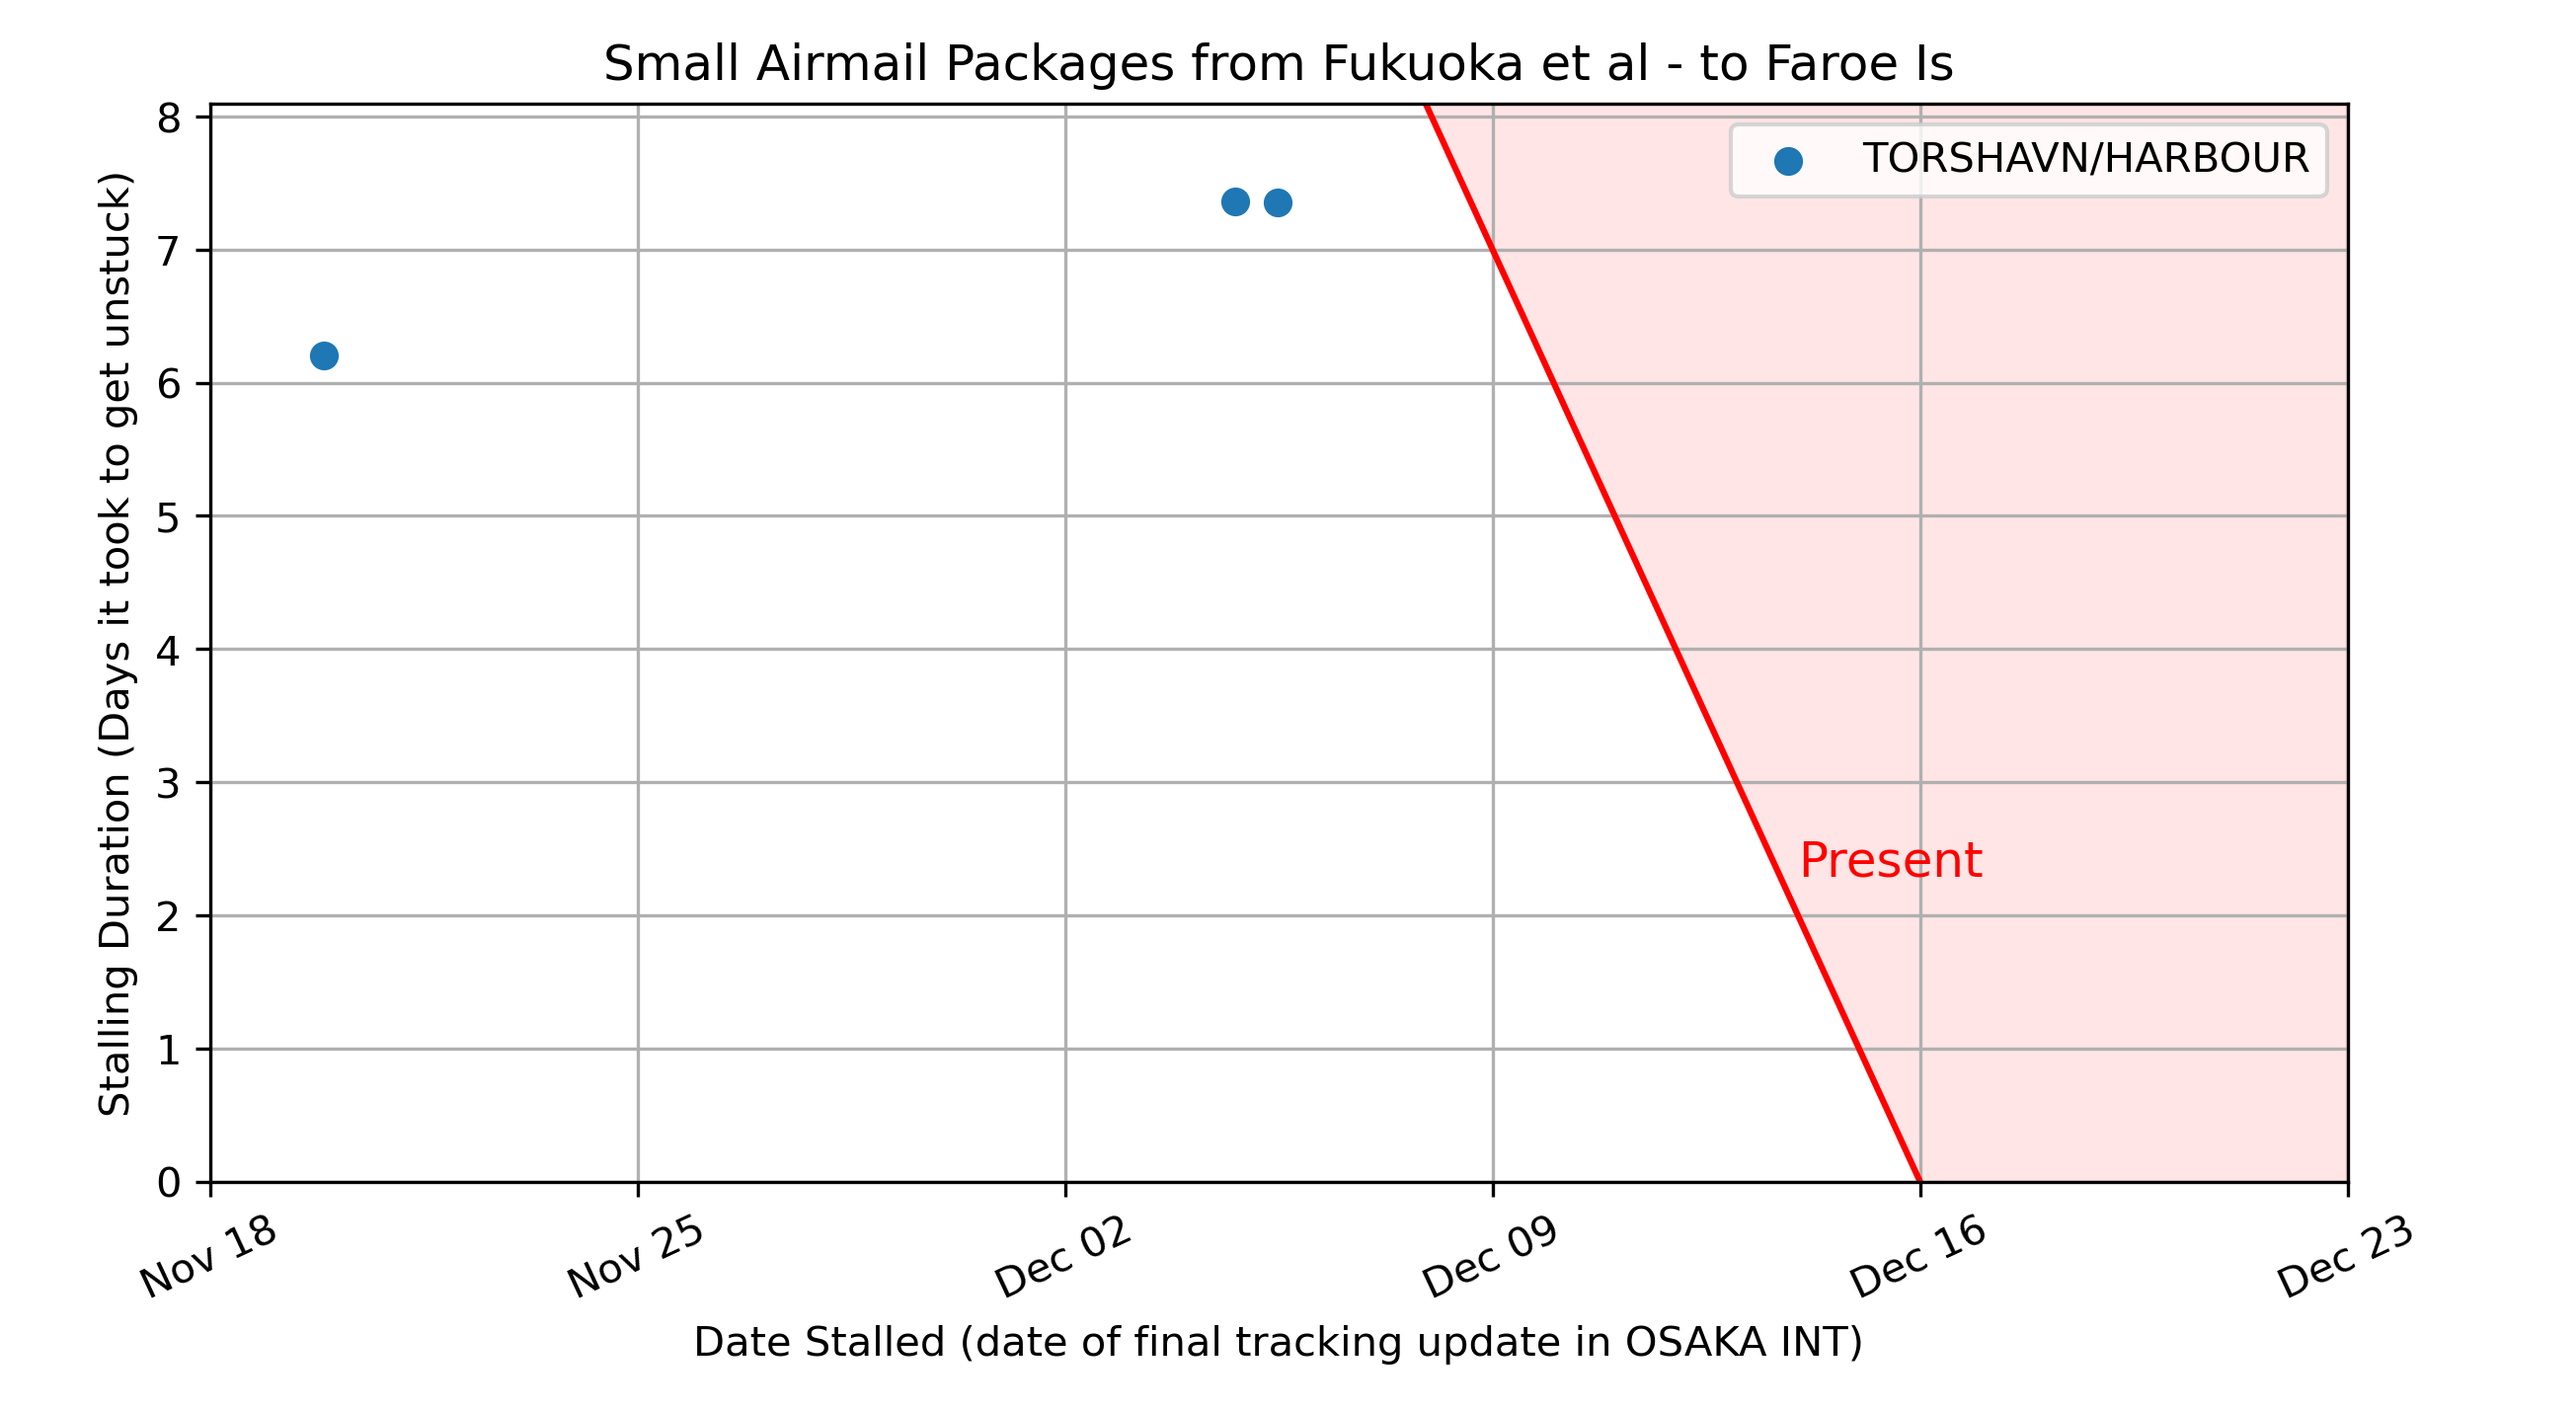 Small Airmail Packages from Fukuoka et al - to Faroe Is
TORSHAVN/HARBOUR
Stalling Duration (Days it took to get unstuck)
8
7
6
5
4
3
2
1
0
Present
Nov 18
Nov 25
Dec 02
Dec 09
Dec 16
Dec 23
Date Stalled (date of final tracking update in OSAKA INT)